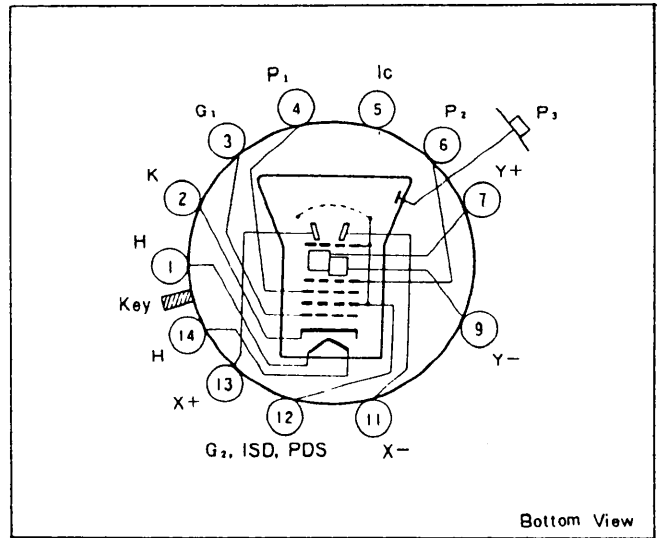 P₁
Ic
G₁
4
5
P₂
P₃
3
6
K
Y+
2
7
H
1
Key
14
9
H
Y−
13
X+
12
11
G₂, ISD, PDS
X−
Bottom View